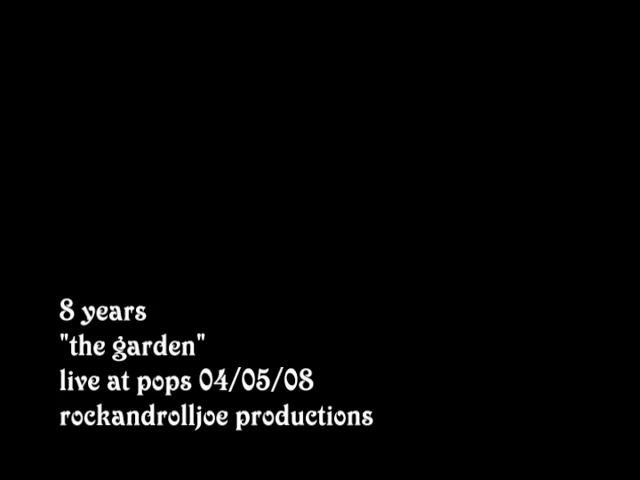 8 years
"the garden"
live at pops 04/05/08
rockandrolljoe productions